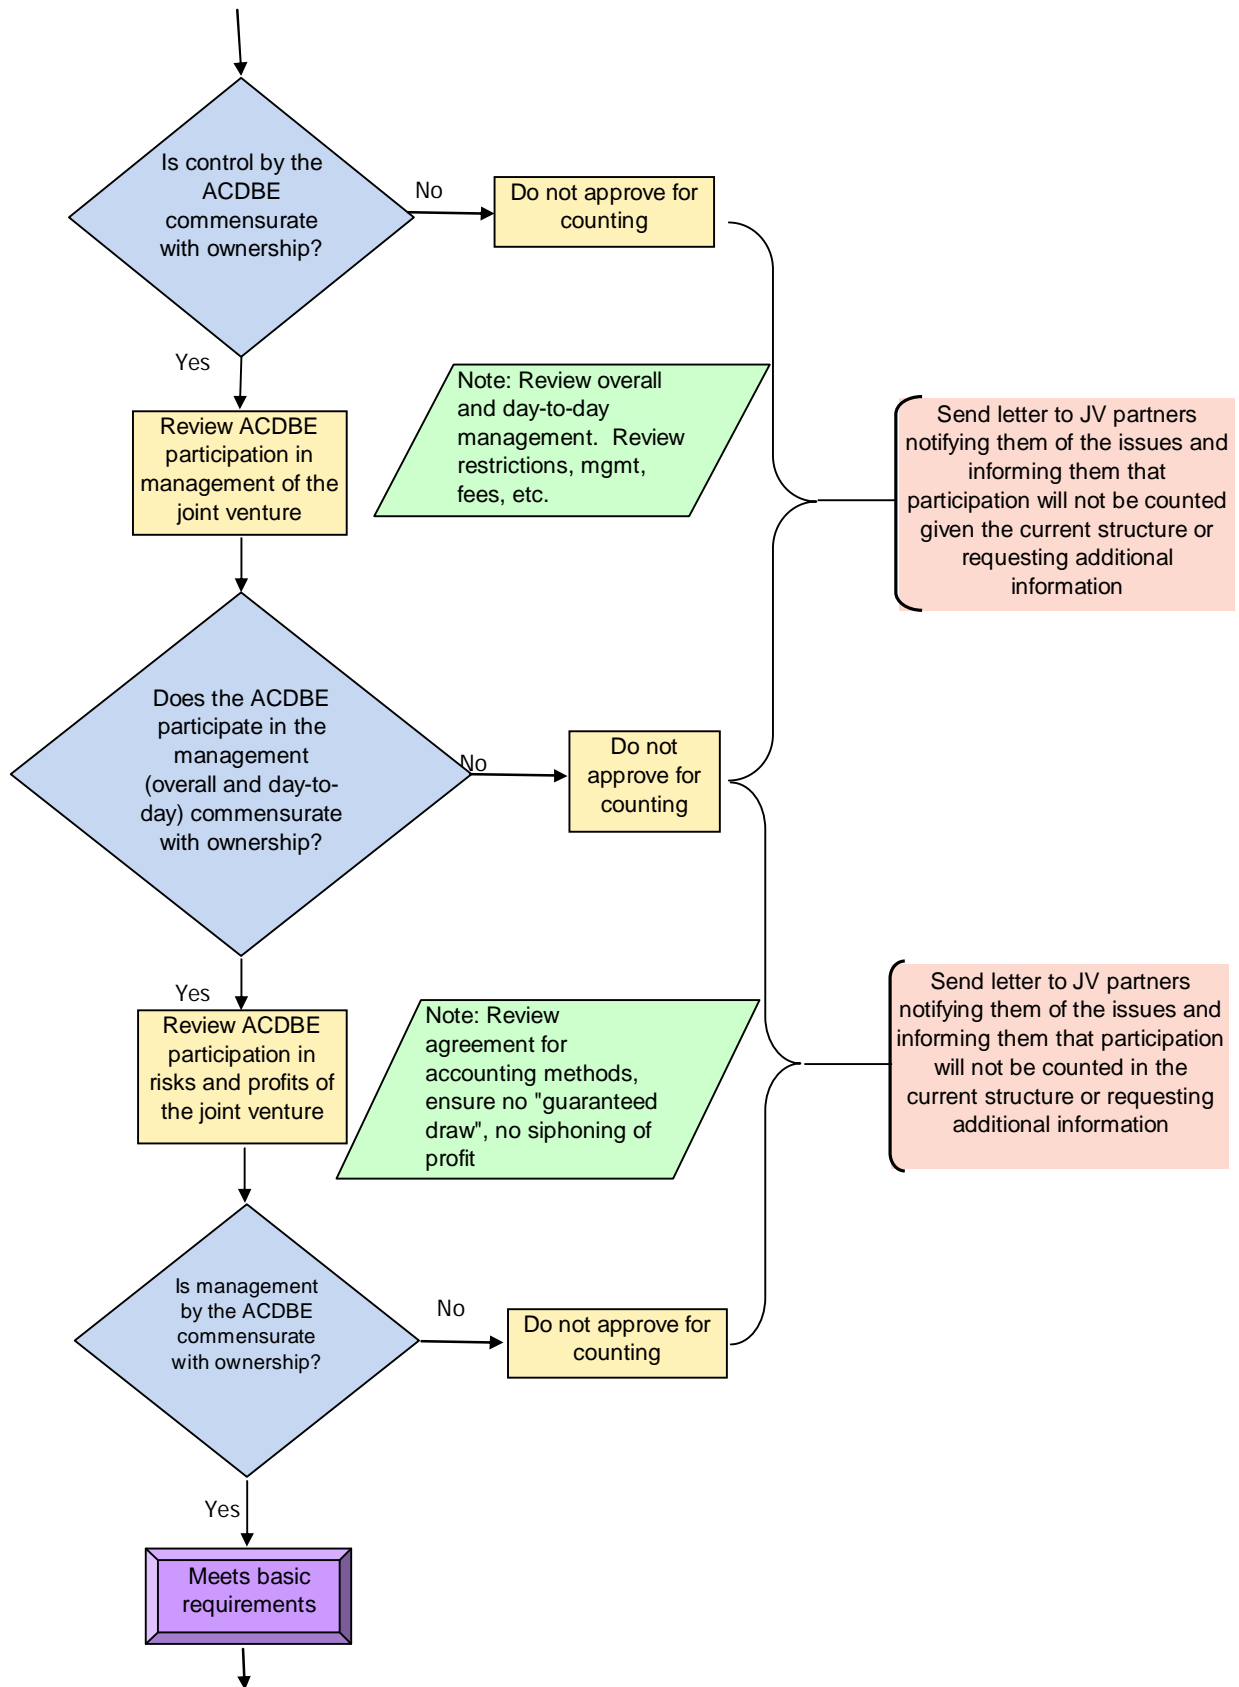 Is control by the
ACDBE
commensurate
with ownership?
No
Do not approve for
counting
Yes
Note: Review overall
and day-to-day
management.  Review
restrictions, mgmt,
fees, etc.
Review ACDBE
participation in
management of the
joint venture
Send letter to JV partners
notifying them of the issues and
informing them that
participation will not be counted
given the current structure or
requesting additional
information
Does the ACDBE
participate in the
management
(overall and day-to-
day) commensurate
with ownership?
No
Do not
approve for
counting
Yes
Review ACDBE
participation in
risks and profits of
the joint venture
Note: Review
agreement for
accounting methods,
ensure no "guaranteed
draw", no siphoning of
profit
Send letter to JV partners
notifying them of the issues and
informing them that participation
will not be counted in the
current structure or requesting
additional information
Is management
by the ACDBE
commensurate
with ownership?
No
Do not approve for
counting
Yes
Meets basic
requirements